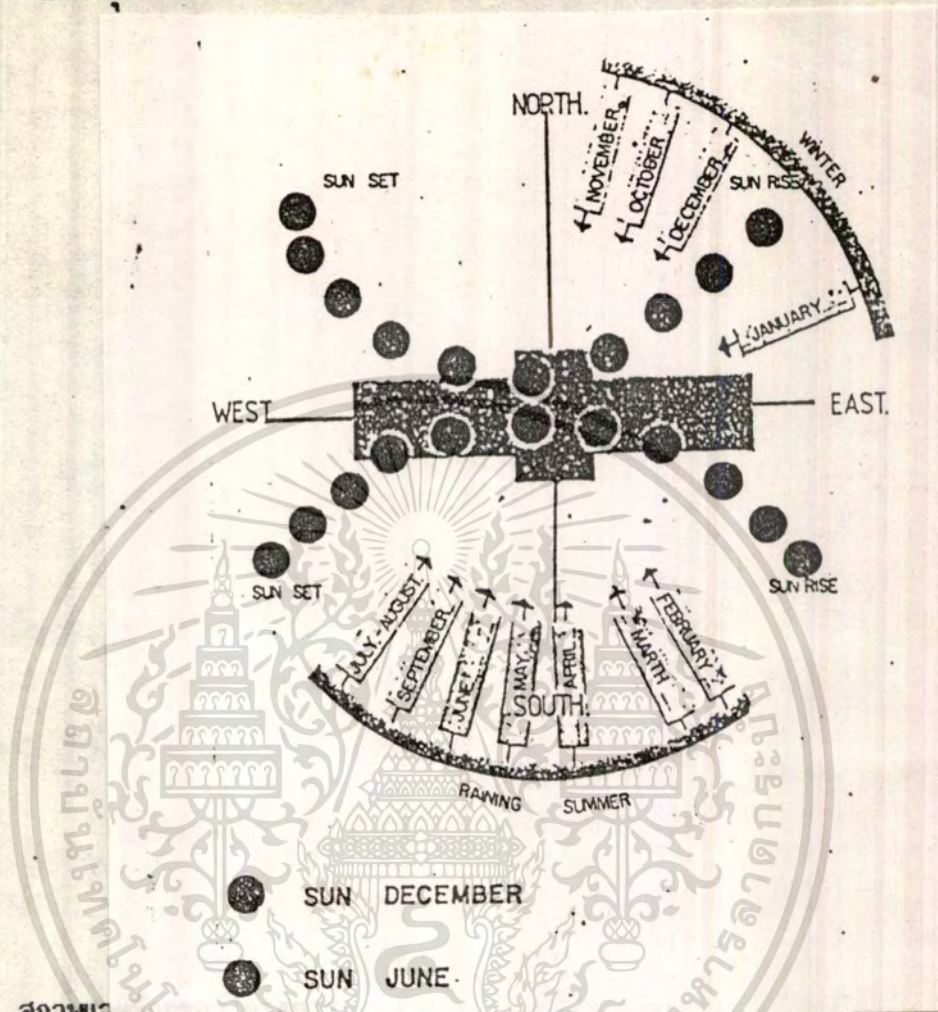 NORTH.
NOVEMBER
OCTOBER
DECEMBER
WINTER
SUN RISE
SUN SET
JANUARY
WEST
EAST.
SUN SET
SUN RISE
JULY-AUGUST
SEPTEMBER
JUNE
MAY
APRIL
MARTH
FEBRUARY
SOUTH.
RAINING
SUMMER
SUN DECEMBER
SUN JUNE.